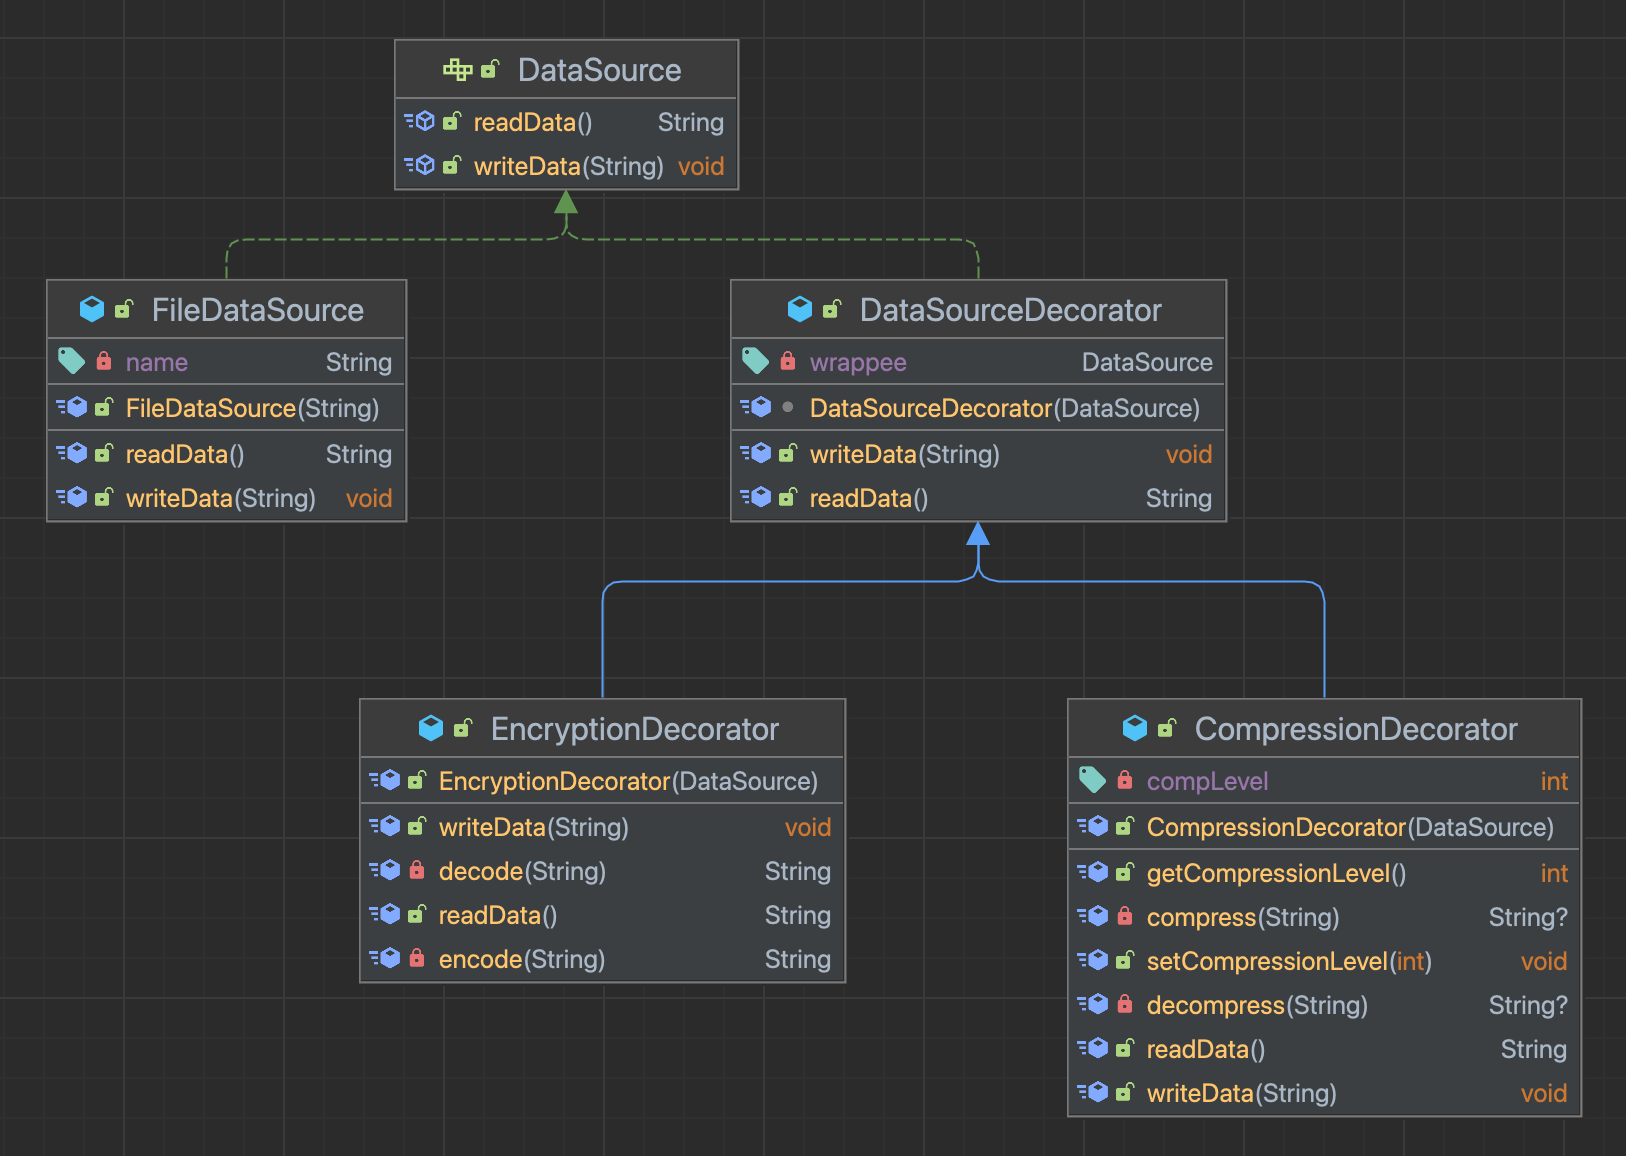 DataSource
readData() String
writeData(String) void
FileDataSource
name String
FileDataSource(String)
readData() String
writeData(String) void
DataSourceDecorator
wrappee DataSource
DataSourceDecorator(DataSource)
writeData(String) void
readData() String
EncryptionDecorator
EncryptionDecorator(DataSource)
writeData(String) void
decode(String) String
readData() String
encode(String) String
CompressionDecorator
compLevel int
CompressionDecorator(DataSource)
getCompressionLevel() int
compress(String) String?
setCompressionLevel(int) void
decompress(String) String?
readData() String
writeData(String) void